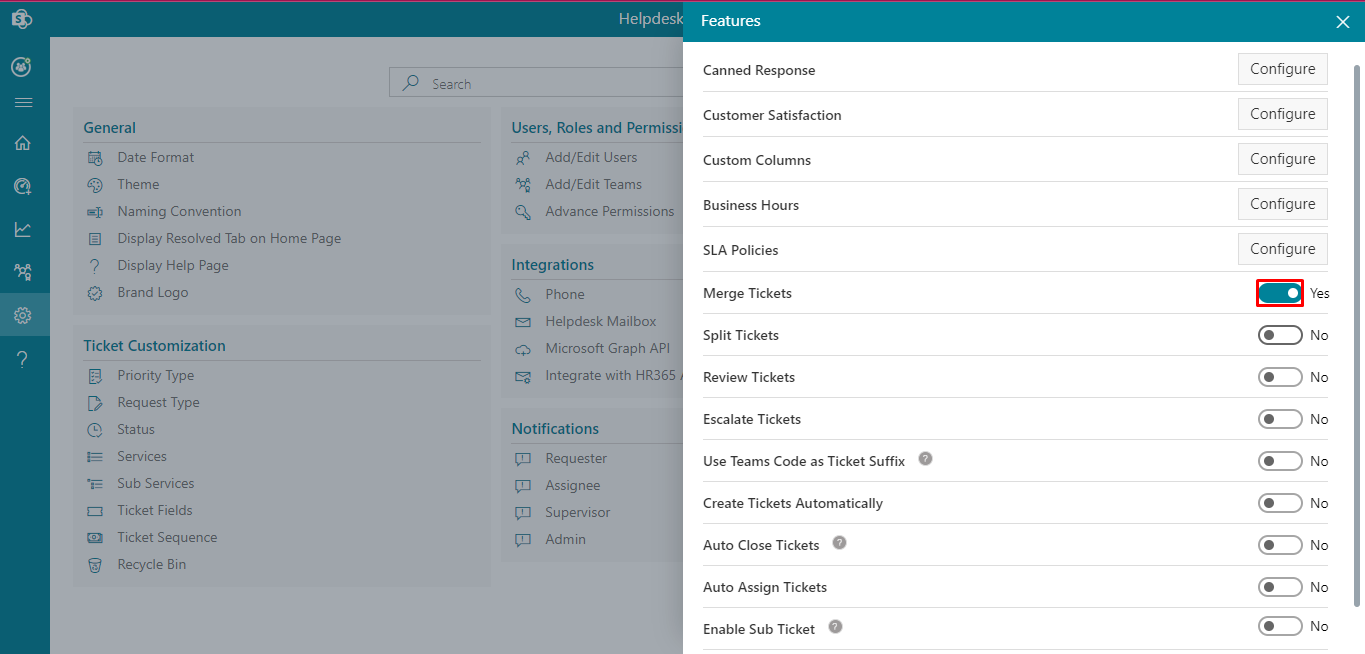 Helpdesk
Search
General
Date Format
Theme
Naming Convention
Display Resolved Tab on Home Page
Display Help Page
Brand Logo
Ticket Customization
Priority Type
Request Type
Status
Services
Sub Services
Ticket Fields
Ticket Sequence
Recycle Bin
Users, Roles and Permissi
Add/Edit Users
Add/Edit Teams
Advance Permissions
Integrations
Phone
Helpdesk Mailbox
Microsoft Graph API
Integrate with HR365 A
Notifications
Requester
Assignee
Supervisor
Admin
Features
Canned Response Configure
Customer Satisfaction Configure
Custom Columns Configure
Business Hours Configure
SLA Policies Configure
Merge Tickets Yes
Split Tickets No
Review Tickets No
Escalate Tickets No
Use Teams Code as Ticket Suffix ? No
Create Tickets Automatically No
Auto Close Tickets ? No
Auto Assign Tickets No
Enable Sub Ticket ? No